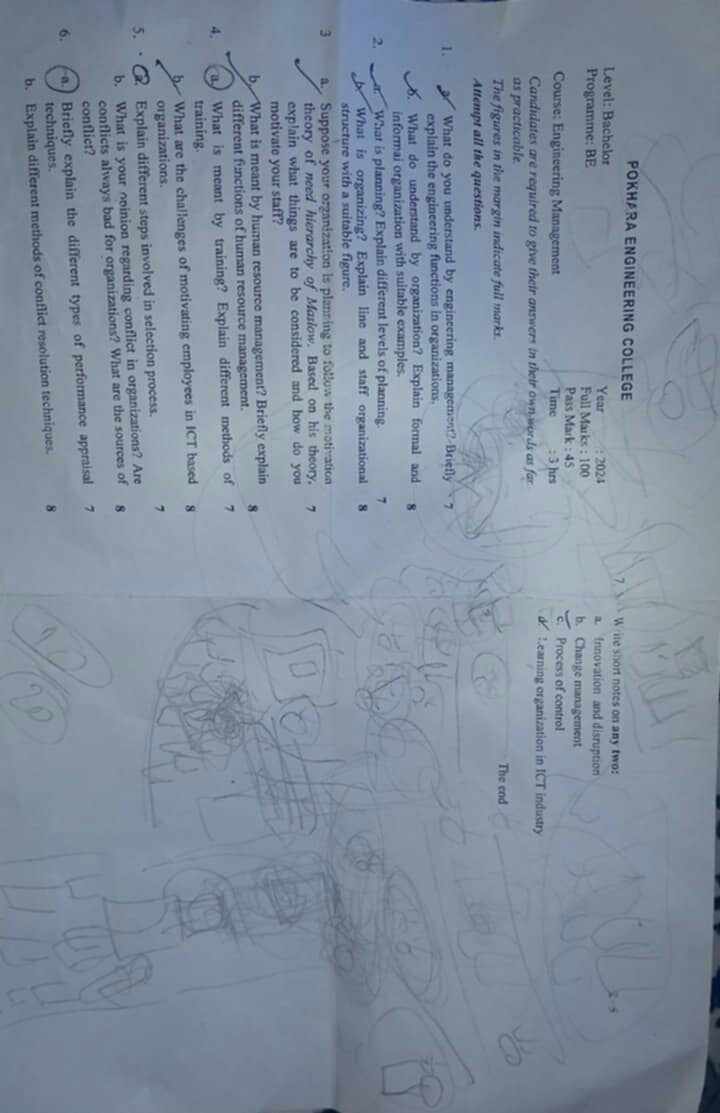 POKHARA ENGINEERING COLLEGE
Level: Bachelor
Programme: BE
Year : 2024
Full Marks : 100
Pass Mark : 45
Course: Engineering Management
Time : 3 hrs
Candidates are required to give their answers in their own words as far
as practicable.
The figures in the margin indicate full marks.
Attempt all the questions.
1. a. What do you understand by engineering management? Briefly 7
explain the engineering functions in organizations.
b. What do understand by organization? Explain formal and 8
informal organization with suitable examples.
2. a. What is planning? Explain different levels of planning. 7
b. What is organizing? Explain line and staff organizational 8
structure with a suitable figure.
3 a. Suppose your organization is planning to follow the motivation
theory of need hierarchy of Maslow. Based on his theory, 7
explain what things are to be considered and how do you
motivate your staff?
b. What is meant by human resource management? Briefly explain 8
different functions of human resource management.
4. a. What is meant by training? Explain different methods of 7
training.
b. What are the challenges of motivating employees in ICT based 8
organizations.
5. a. Explain different steps involved in selection process. 7
b. What is your opinion regarding conflict in organizations? Are
conflicts always bad for organizations? What are the sources of 8
conflict?
6. a. Briefly explain the different types of performance appraisal 7
techniques.
b. Explain different methods of conflict resolution techniques. 8
7. Write short notes on any two:
a. Innovation and disruption
b. Change management
c. Process of control
d. Learning organization in ICT industry
The end